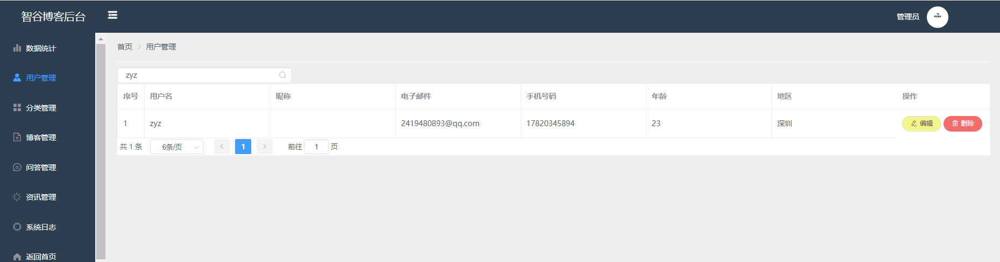 智谷博客后台
管理员
数据统计
用户管理
分类管理
博客管理
问答管理
资讯管理
系统日志
返回首页
首页 用户管理
zyz
序号 用户名 昵称 电子邮件 手机号码 年龄 地区 操作
1 zyz 2419480893@qq.com 17820345894 23 深圳 编辑 删除
共 1 条 6条/页 1 前往 1 页